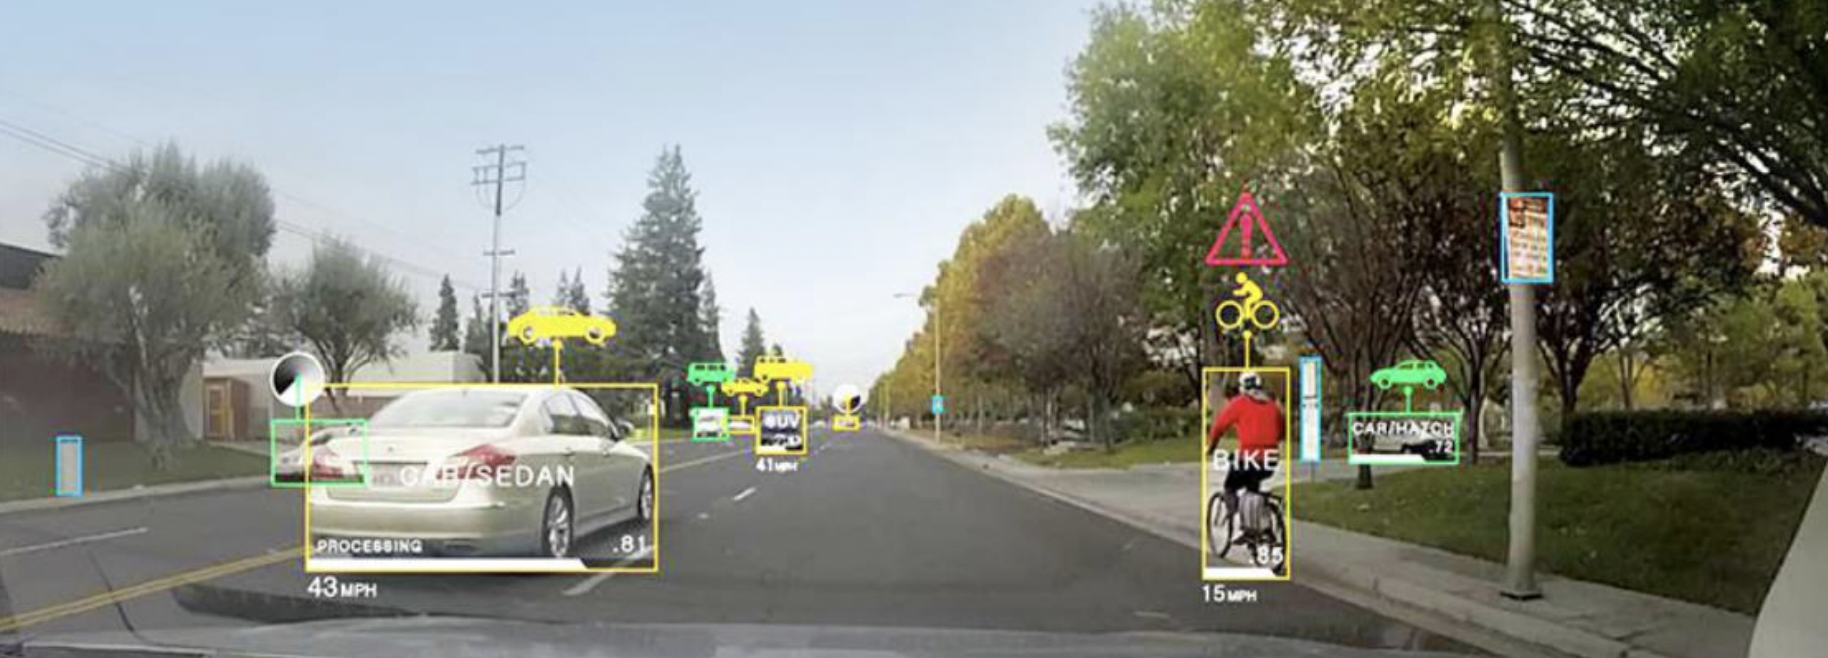 CAR/SEDAN
PROCESSING
.81
43 MPH
SUV
41 MPH
BIKE
.85
15 MPH
CAR/HATCH
.72